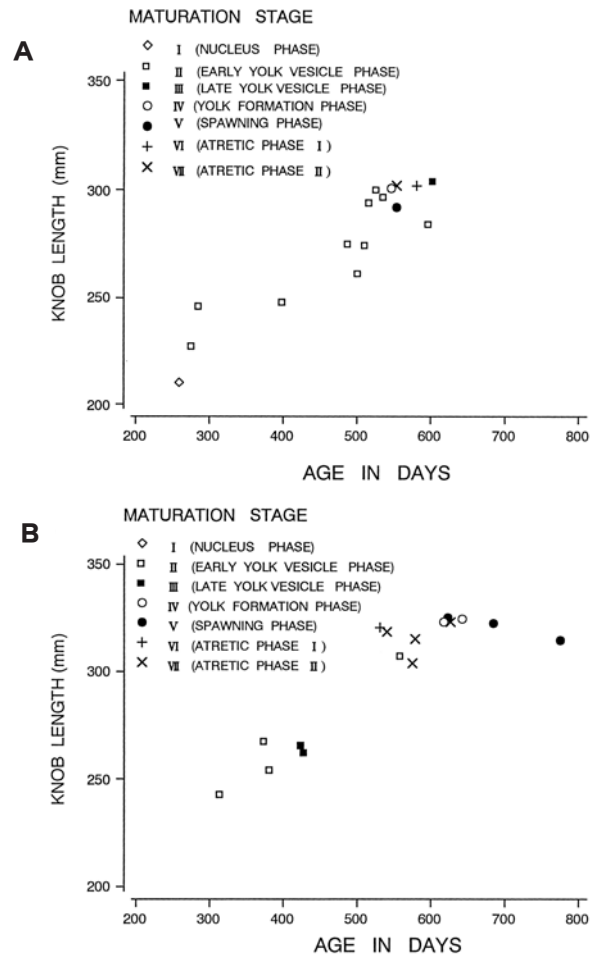 MATURATION STAGE
A
I (NUCLEUS PHASE)
II (EARLY YOLK VESICLE PHASE)
III (LATE YOLK VESICLE PHASE)
IV (YOLK FORMATION PHASE)
V (SPAWNING PHASE)
VI (ATRETIC PHASE I)
VII (ATRETIC PHASE II)
KNOB LENGTH (mm)
350
300
250
200
200 300 400 500 600 700 800
AGE IN DAYS
MATURATION STAGE
B
I (NUCLEUS PHASE)
II (EARLY YOLK VESICLE PHASE)
III (LATE YOLK VESICLE PHASE)
IV (YOLK FORMATION PHASE)
V (SPAWNING PHASE)
VI (ATRETIC PHASE I)
VII (ATRETIC PHASE II)
KNOB LENGTH (mm)
350
300
250
200
200 300 400 500 600 700 800
AGE IN DAYS